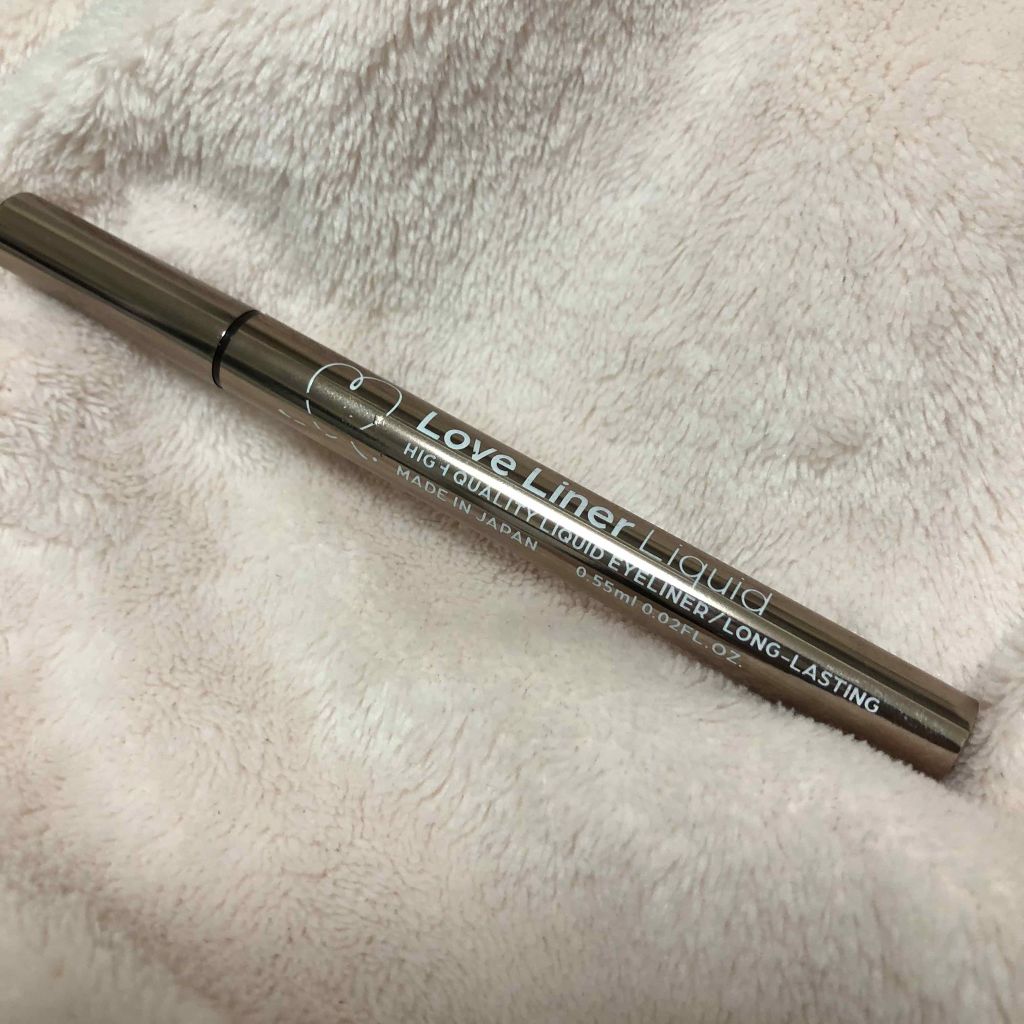 Love Liner Liquid
HIGH QUALITY LIQUID EYELINER/LONG-LASTING
MADE IN JAPAN 0.55ml 0.02FL.OZ.